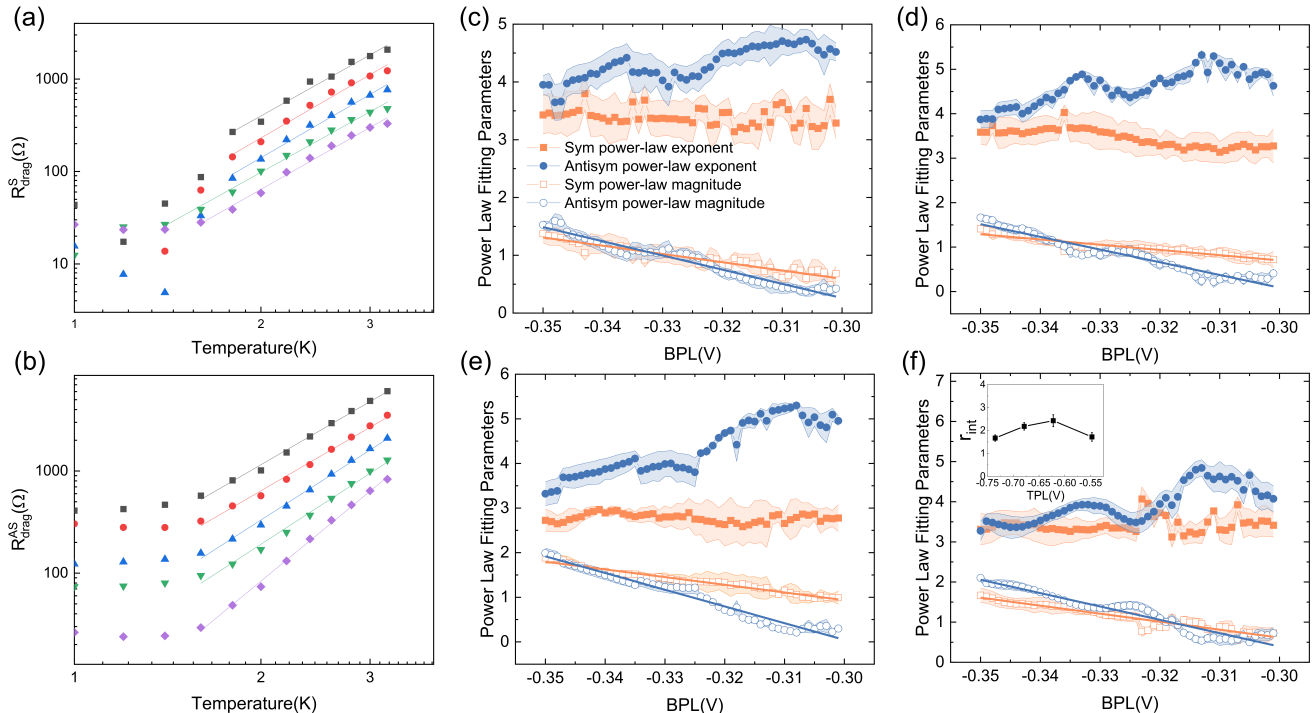 (a)
R^S_drag(Ω)
1000
100
10
1
2
3
Temperature(K)
(b)
R^AS_drag(Ω)
1000
100
1
2
3
Temperature(K)
(c)
Power Law Fitting Parameters
5
4
3
2
1
0
Sym power-law exponent
Antisym power-law exponent
Sym power-law magnitude
Antisym power-law magnitude
-0.35 -0.34 -0.33 -0.32 -0.31 -0.30
BPL(V)
(d)
Power Law Fitting Parameters
6
5
4
3
2
1
0
-0.35 -0.34 -0.33 -0.32 -0.31 -0.30
BPL(V)
(e)
Power Law Fitting Parameters
6
5
4
3
2
1
0
-0.35 -0.34 -0.33 -0.32 -0.31 -0.30
BPL(V)
(f)
Power Law Fitting Parameters
7
6
5
4
3
2
1
0
r_int
4
3
2
1
0.75 -0.70 -0.65 -0.60 -0.55
TPL(V)
-0.35 -0.34 -0.33 -0.32 -0.31 -0.30
BPL(V)